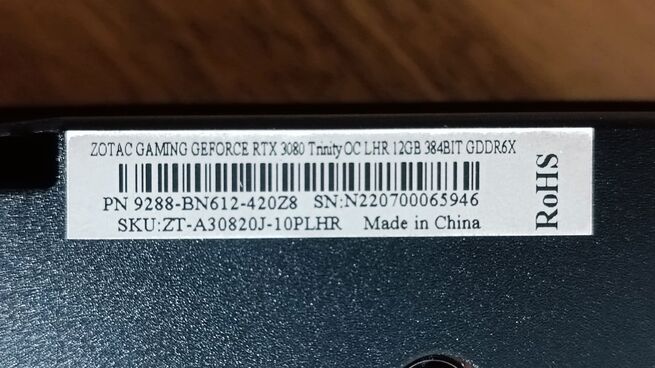 ZOTAC GAMING GEFORCE RTX 3080 Trinity OC LHR 12GB 384BIT GDDR6X
PN 9288-BN612-420Z8 SN:N220700065946
SKU:ZT-A30820J-10PLHR Made in China
RoHS